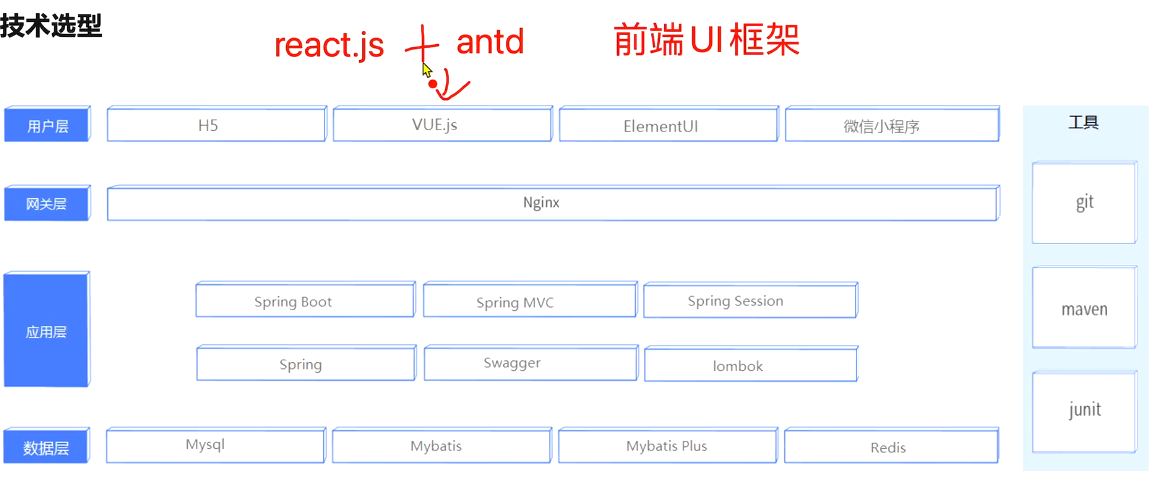 技术选型
react.js + antd 前端UI框架
用户层 H5 VUE.js ElementUI 微信小程序
工具
网关层 Nginx
git
应用层
Spring Boot Spring MVC Spring Session
maven
Spring Swagger lombok
junit
数据层 Mysql Mybatis Mybatis Plus Redis